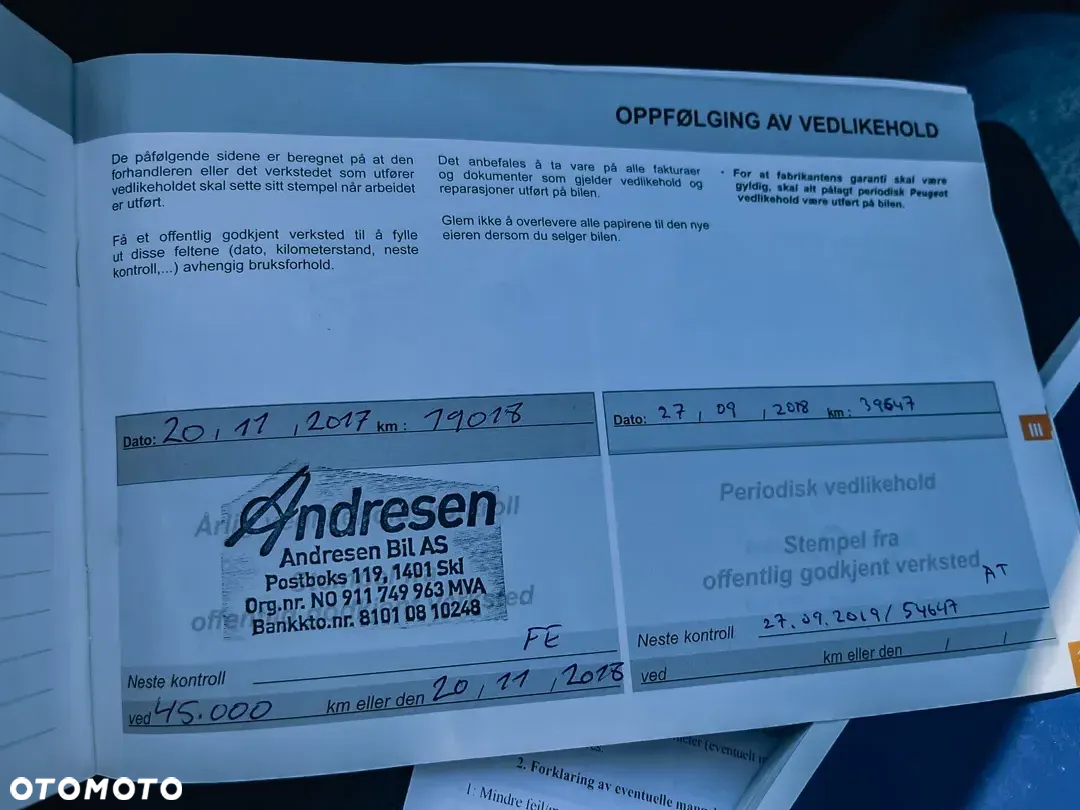 OPPFØLGING AV VEDLIKEHOLD
De påfølgende sidene er beregnet på at den
forhandleren eller det verkstedet som utfører
vedlikeholdet skal sette sitt stempel når arbeidet
er utført.
Få et offentlig godkjent verksted til å fylle
ut disse feltene (dato, kilometerstand, neste
kontroll,...) avhengig bruksforhold.
Det anbefales å ta vare på alle fakturaer
og dokumenter som gjelder vedlikehold og
reparasjoner utført på bilen.
Glem ikke å overlevere alle papirene til den nye
eieren dersom du selger bilen.
- For at fabrikantens garanti skal være
gyldig, skal alt pålagt periodisk Peugeot
vedlikehold være utført på bilen.
Dato: 20, 11, 2017 km: 19018
Andresen
Andresen Bil AS
Postboks 119, 1401 Ski
Org.nr. NO 911 749 963 MVA
Bankkto.nr. 8101 08 10248
FE
Neste kontroll
ved 45.000 km eller den 20, 11, 2018
Dato: 27, 09, 2018 km: 39647
Periodisk vedlikehold
Stempel fra
offentlig godkjent verksted
AT
Neste kontroll 27.09.2019/54647
ved km eller den / /
III
2. Forklaring av eventuelle
1: Mindre
(eventuelt
OTOMOTO